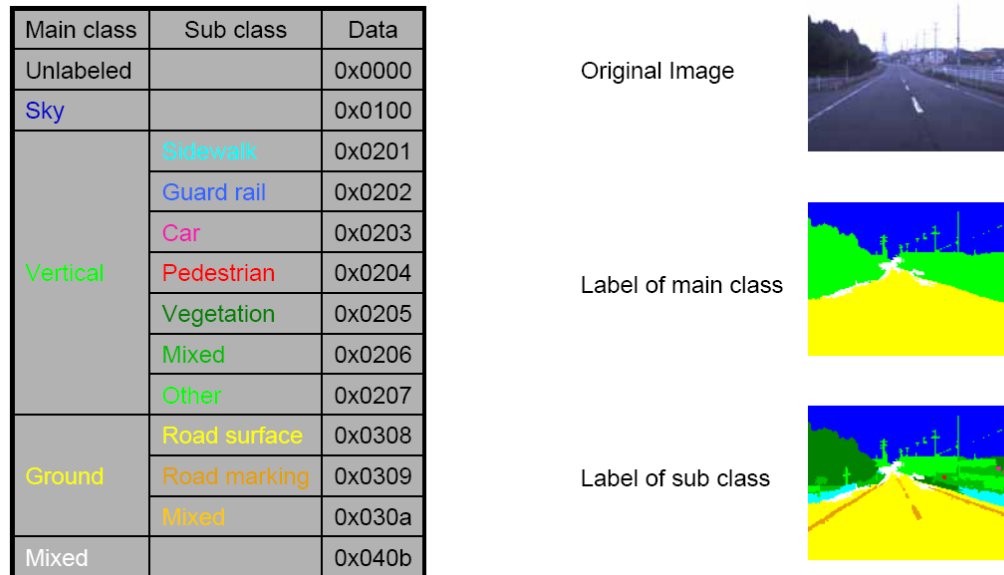 Main class Sub class Data
Unlabeled 0x0000
Sky 0x0100
Vertical
Sidewalk 0x0201
Guard rail 0x0202
Car 0x0203
Pedestrian 0x0204
Vegetation 0x0205
Mixed 0x0206
Other 0x0207
Ground
Road surface 0x0308
Road marking 0x0309
Mixed 0x030a
Mixed 0x040b
Original Image
Label of main class
Label of sub class